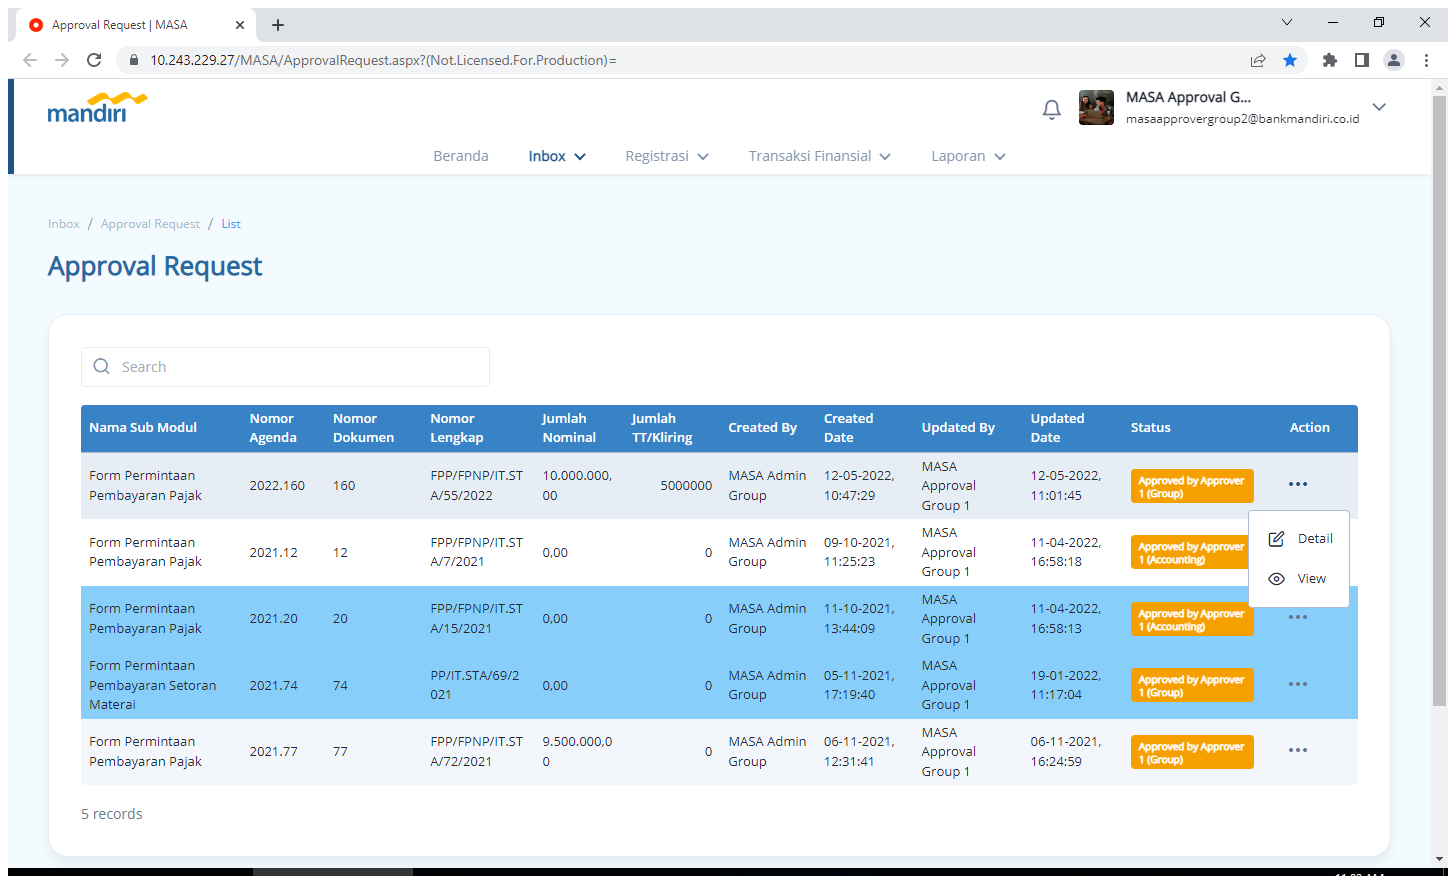 Approval Request | MASA
10.243.229.27/MASA/ApprovalRequest.aspx?(Not.Licensed.For.Production)=
mandiri
MASA Approval G...
masaapprovergroup2@bankmandiri.co.id
Beranda Inbox Registrasi Transaksi Finansial Laporan
Inbox / Approval Request / List
Approval Request
Search
Nama Sub Modul Nomor Agenda Nomor Dokumen Nomor Lengkap Jumlah Nominal Jumlah TT/Kliring Created By Created Date Updated By Updated Date Status Action
Form Permintaan Pembayaran Pajak 2022.160 160 FPP/FPNP/IT.STA/55/2022 10.000.000,00 5000000 MASA Admin Group 12-05-2022, 10:47:29 MASA Approval Group 1 12-05-2022, 11:01:45 Approved by Approver 1 (Group)
Detail
View
Form Permintaan Pembayaran Pajak 2021.12 12 FPP/FPNP/IT.STA/7/2021 0,00 0 MASA Admin Group 09-10-2021, 11:25:23 MASA Approval Group 1 11-04-2022, 16:58:18 Approved by Approver 1 (Accounting)
Form Permintaan Pembayaran Pajak 2021.20 20 FPP/FPNP/IT.STA/15/2021 0,00 0 MASA Admin Group 11-10-2021, 13:44:09 MASA Approval Group 1 11-04-2022, 16:58:13 Approved by Approver 1 (Accounting)
Form Permintaan Pembayaran Setoran Materai 2021.74 74 PP/IT.STA/69/2021 0,00 0 MASA Admin Group 05-11-2021, 17:19:40 MASA Approval Group 1 19-01-2022, 11:17:04 Approved by Approver 1 (Group)
Form Permintaan Pembayaran Pajak 2021.77 77 FPP/FPNP/IT.STA/72/2021 9.500.000,00 0 MASA Admin Group 06-11-2021, 12:31:41 MASA Approval Group 1 06-11-2021, 16:24:59 Approved by Approver 1 (Group)
5 records